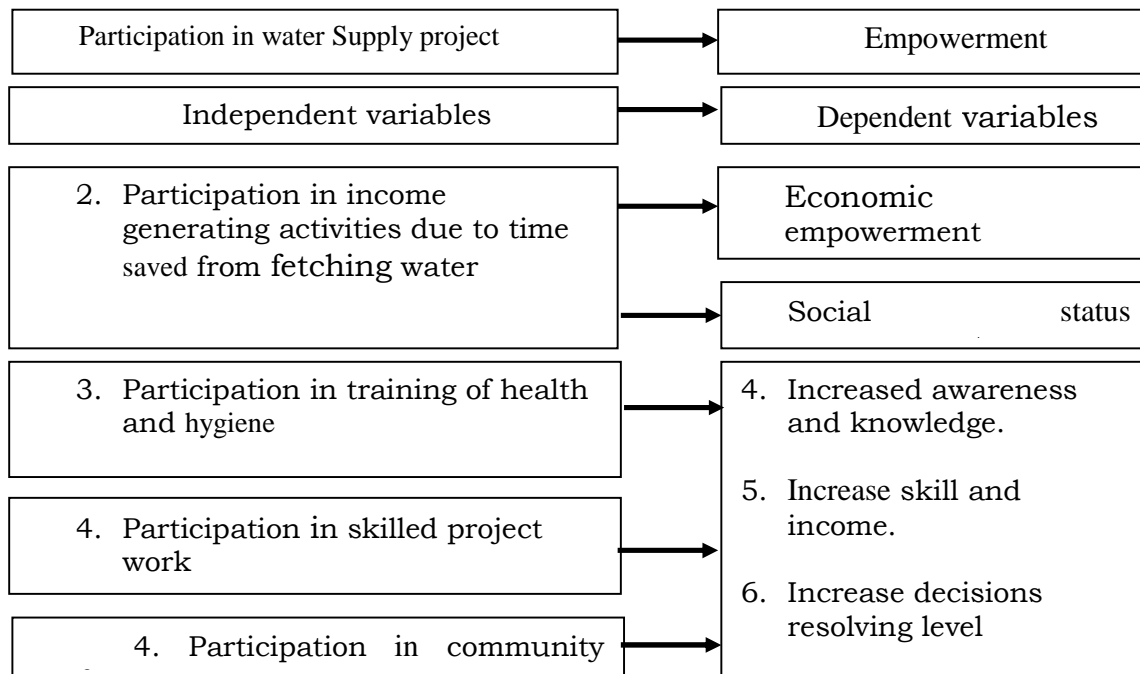 Participation in water Supply project
Empowerment
Independent variables
Dependent variables
2. Participation in income
generating activities due to time
saved from fetching water
Economic
empowerment
Social status
3. Participation in training of health
and hygiene
4. Increased awareness
and knowledge.
5. Increase skill and
income.
6. Increase decisions
resolving level
4. Participation in skilled project
work
4. Participation in community